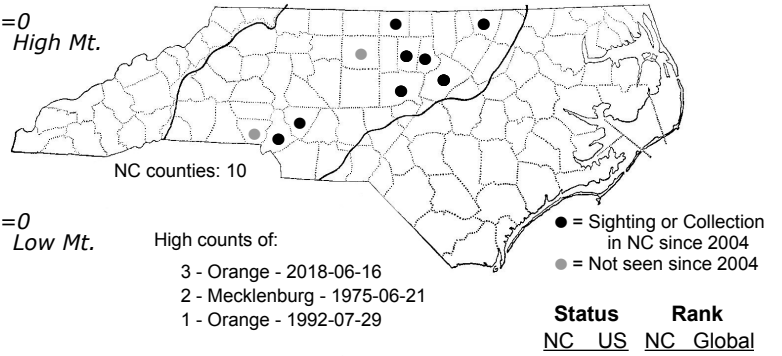 =0
High Mt.
NC counties: 10
=0
Low Mt.
High counts of:
3 - Orange - 2018-06-16
2 - Mecklenburg - 1975-06-21
1 - Orange - 1992-07-29
= Sighting or Collection
in NC since 2004
= Not seen since 2004
Status Rank
NC US NC Global